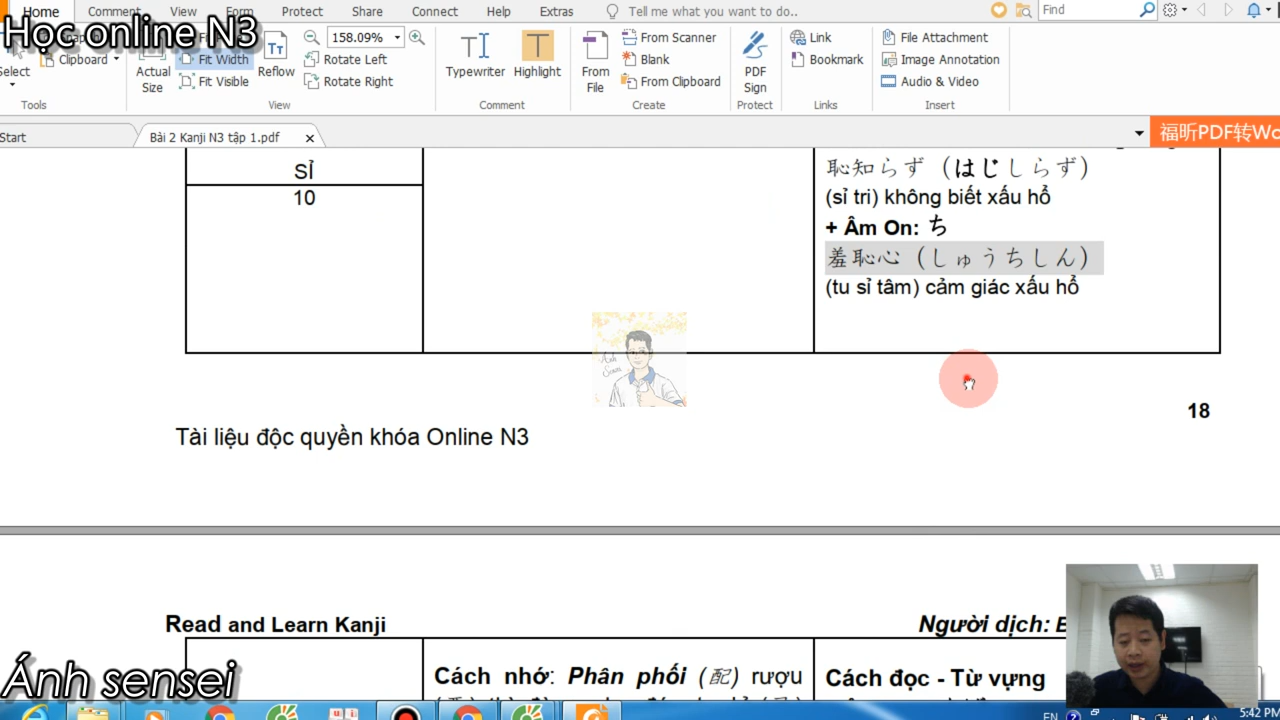 Home Comment View Form Protect Share Connect Help Extras Tell me what you want to do.. Find
Học online N3
Select
Clipboard
Actual Size
Fit Width
Fit Visible
Reflow
158.09%
Rotate Left
Rotate Right
Typewriter
Highlight
From File
From Scanner
Blank
From Clipboard
PDF Sign
Link
Bookmark
File Attachment
Image Annotation
Audio & Video
Tools View Comment Create Protect Links Insert
Start
Bài 2 Kanji N3 tập 1.pdf
福昕PDF转Wo
SỈ
10
恥知らず（はじしらず）
(sỉ tri) không biết xấu hổ
+ Âm On: ち
羞恥心（しゅうちしん）
(tu sỉ tâm) cảm giác xấu hổ
18
Tài liệu độc quyền khóa Online N3
Read and Learn Kanji
Người dịch:
Cách nhớ: Phân phối (配) rượu
Cách đọc - Từ vựng
Ánh sensei
EN
5:42 PM